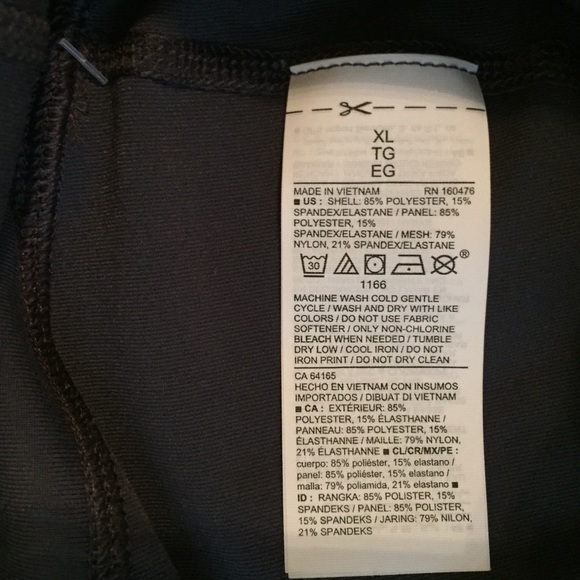 XL
TG
EG
MADE IN VIETNAM RN 160476
■ US : SHELL: 85% POLYESTER, 15%
SPANDEX/ELASTANE / PANEL: 85%
POLYESTER, 15%
SPANDEX/ELASTANE / MESH: 79%
NYLON, 21% SPANDEX/ELASTANE
30 ®
1166
MACHINE WASH COLD GENTLE
CYCLE / WASH AND DRY WITH LIKE
COLORS / DO NOT USE FABRIC
SOFTENER / ONLY NON-CHLORINE
BLEACH WHEN NEEDED / TUMBLE
DRY LOW / COOL IRON / DO NOT
IRON PRINT / DO NOT DRY CLEAN
CA 64165
HECHO EN VIETNAM CON INSUMOS
IMPORTADOS / DIBUAT DI VIETNAM
■ CA : EXTÉRIEUR: 85%
POLYESTER, 15% ÉLASTHANNE /
PANNEAU: 85% POLYESTER, 15%
ÉLASTHANNE / MAILLE: 79% NYLON,
21% ÉLASTHANNE ■ CL/CR/MX/PE :
cuerpo: 85% poliéster, 15% elastano /
panel: 85% poliéster, 15% elastano /
malla: 79% poliamida, 21% elastano ■
ID : RANGKA: 85% POLISTER, 15%
SPANDEKS / PANEL: 85% POLISTER,
15% SPANDEKS / JARING: 79% NILON,
21% SPANDEKS